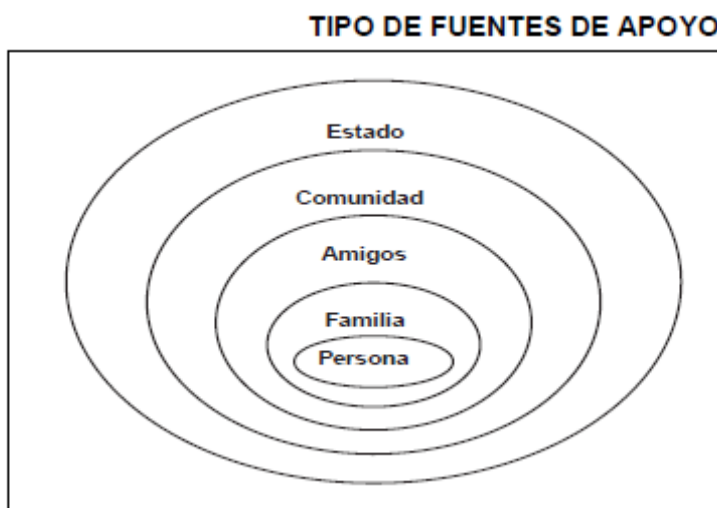 TIPO DE FUENTES DE APOYO
Estado
Comunidad
Amigos
Familia
Persona